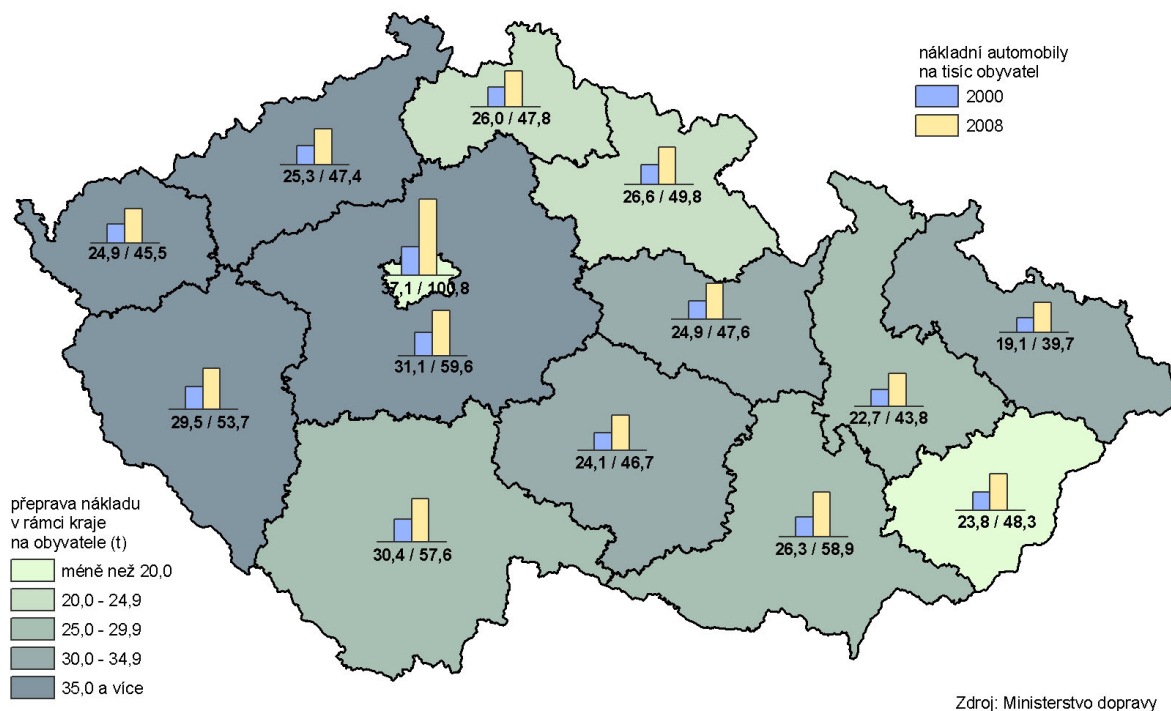 nákladní automobily
na tisíc obyvatel
2000
2008
26,0 / 47,8
25,3 / 47,4
26,6 / 49,8
24,9 / 45,5
37,1 / 100,8
24,9 / 47,6
19,1 / 39,7
31,1 / 59,6
29,5 / 53,7
22,7 / 43,8
24,1 / 46,7
23,8 / 48,3
30,4 / 57,6
26,3 / 58,9
přeprava nákladu
v rámci kraje
na obyvatele (t)
méně než 20,0
20,0 - 24,9
25,0 - 29,9
30,0 - 34,9
35,0 a více
Zdroj: Ministerstvo dopravy